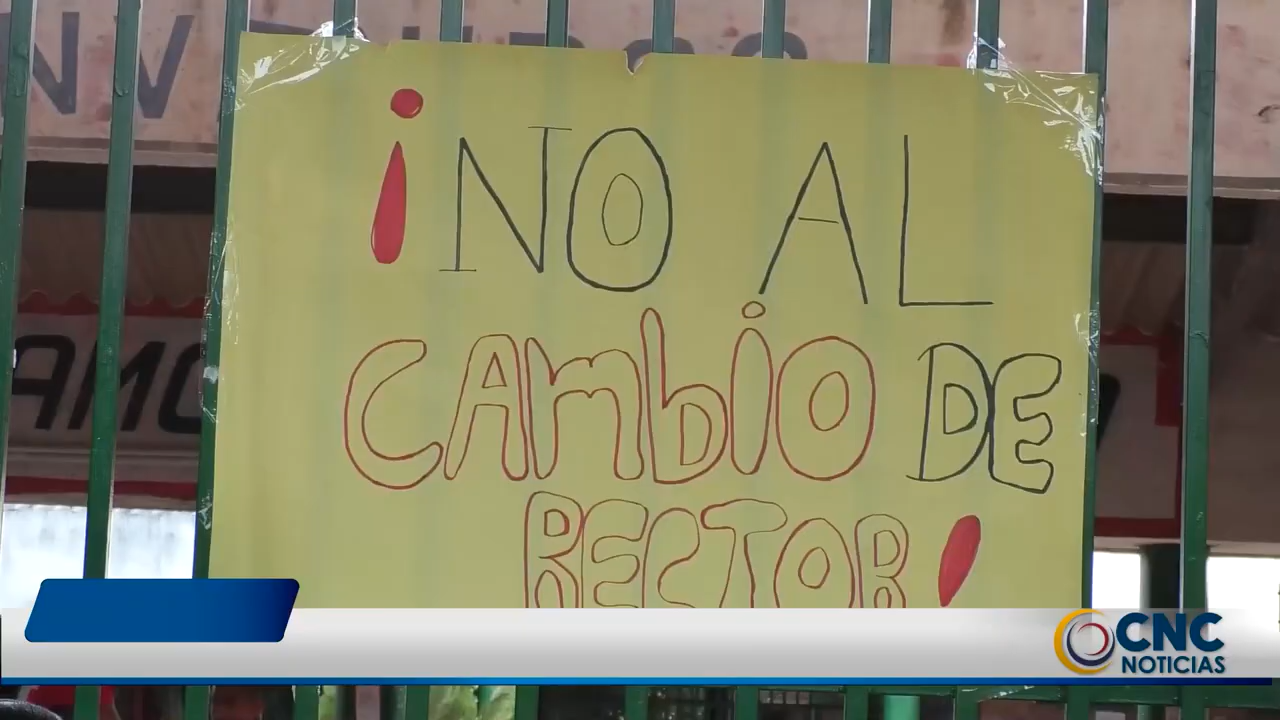 ¡NO AL
CAMBIO DE
RECTOR!
CNC
NOTICIAS